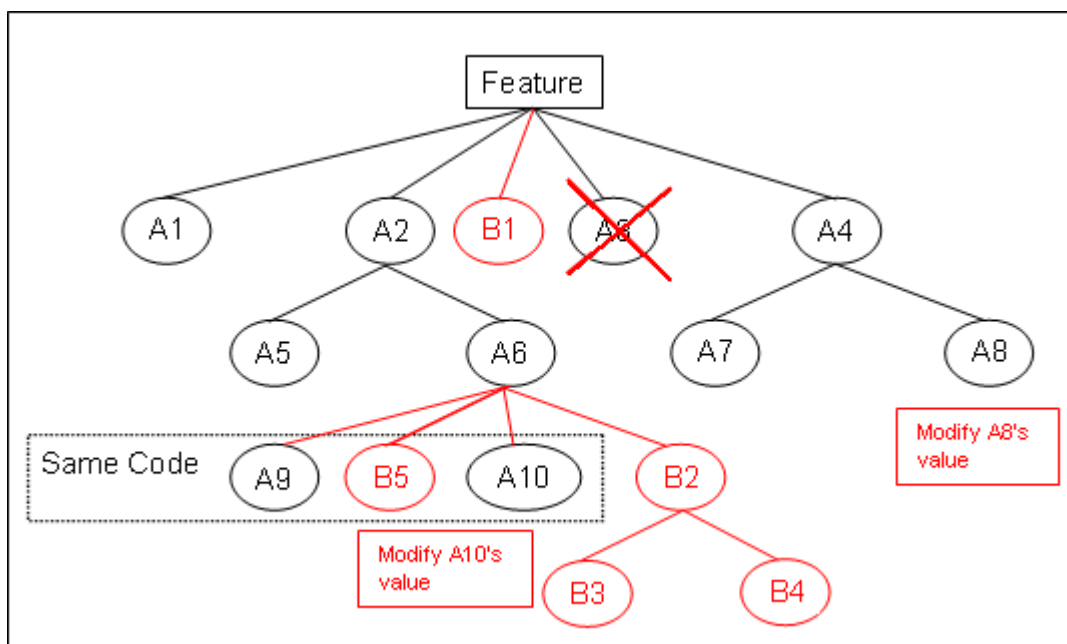 Feature
A1
A2
B1
A3
A4
A5
A6
A7
A8
Modify A8's
value
Same Code
A9
B5
A10
B2
Modify A10's
value
B3
B4